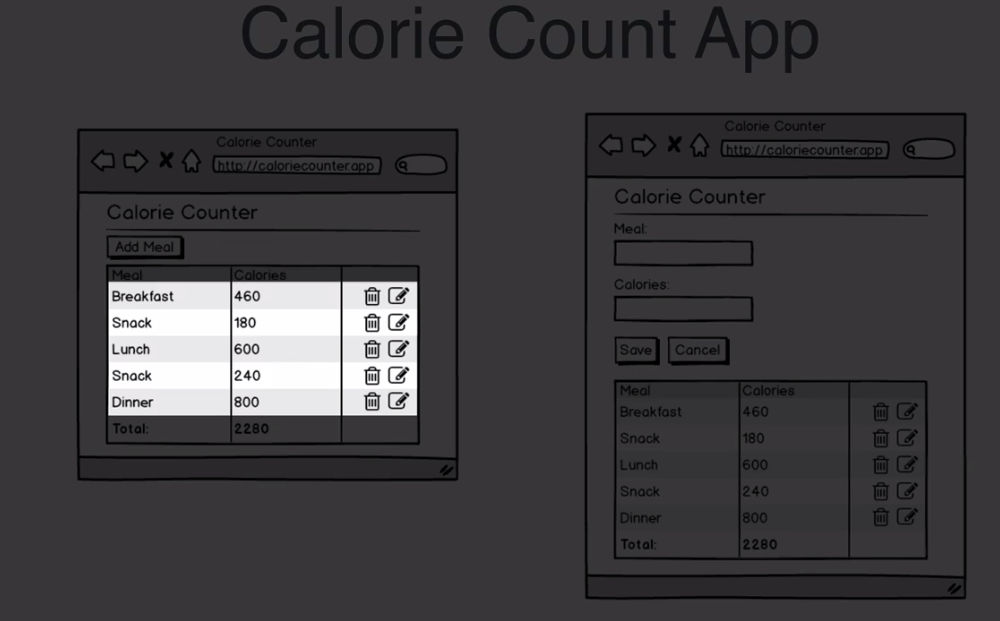 Calorie Count App
Calorie Counter
http://caloriecounter.app
Calorie Counter
Add Meal
Meal Calories
Breakfast 460
Snack 180
Lunch 600
Snack 240
Dinner 800
Total: 2280
Calorie Counter
http://caloriecounter.app
Calorie Counter
Meal:
Calories:
Save Cancel
Meal Calories
Breakfast 460
Snack 180
Lunch 600
Snack 240
Dinner 800
Total: 2280